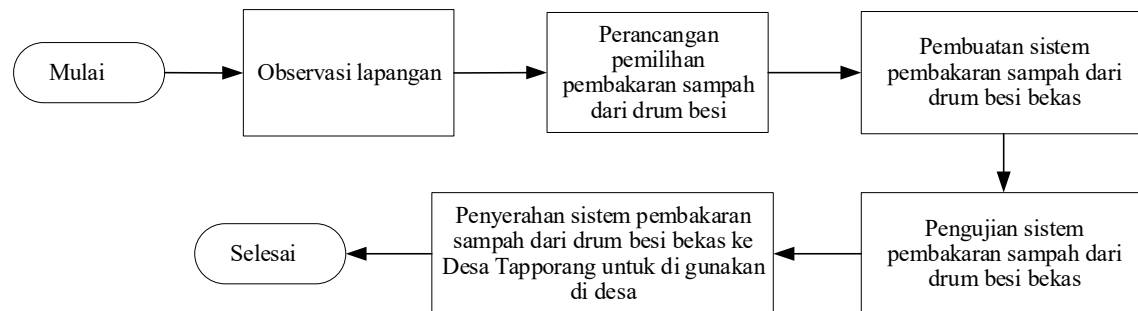 Mulai
Observasi lapangan
Perancangan
pemilihan
pembakaran sampah
dari drum besi
Pembuatan sistem
pembakaran sampah dari
drum besi bekas
Pengujian sistem
pembakaran sampah dari
drum besi bekas
Penyerahan sistem pembakaran
sampah dari drum besi bekas ke
Desa Tapporang untuk di gunakan
di desa
Selesai